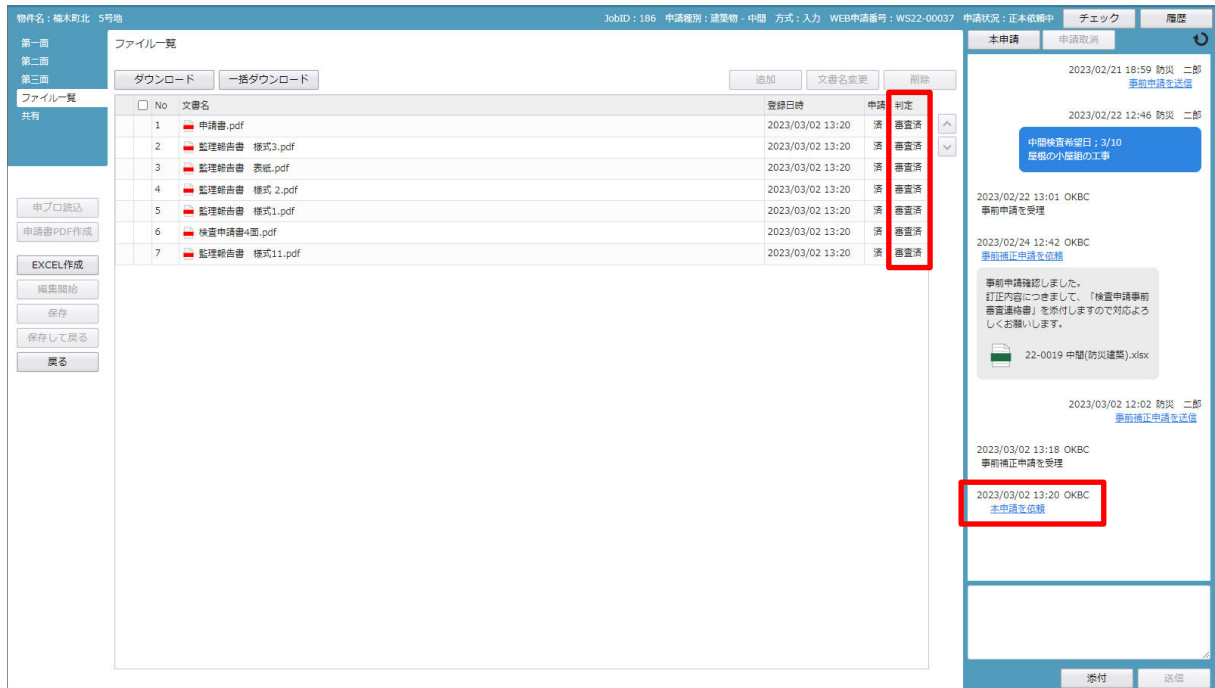 物件名：楠木町北　5号地
JobID：186　申請種別：建築物 - 中間　方式：入力　WEB申請番号：WS22-00037　申請状況：正本依頼中
チェック
履歴
第一面
第二面
第三面
ファイル一覧
共有
申プロ読込
申請書PDF作成
EXCEL作成
編集開始
保存
保存して戻る
戻る
ファイル一覧
ダウンロード
一括ダウンロード
追加
文書名変更
削除
No 文書名 登録日時 申請 判定
1 申請書.pdf 2023/03/02 13:20 済 審査済
2 監理報告書　様式3.pdf 2023/03/02 13:20 済 審査済
3 監理報告書　表紙.pdf 2023/03/02 13:20 済 審査済
4 監理報告書　様式 2.pdf 2023/03/02 13:20 済 審査済
5 監理報告書　様式1.pdf 2023/03/02 13:20 済 審査済
6 検査申請書4面.pdf 2023/03/02 13:20 済 審査済
7 監理報告書　様式11.pdf 2023/03/02 13:20 済 審査済
本申請
申請取消
2023/02/21 18:59 防災　二郎
事前申請を送信
2023/02/22 12:46 防災　二郎
中間検査希望日；3/10
屋根の小屋組の工事
2023/02/22 13:01 OKBC
事前申請を受理
2023/02/24 12:42 OKBC
事前補正申請を依頼
事前申請確認しました。
訂正内容につきまして、「検査申請事前
審査連絡書」を添付しますので対応よろ
しくお願いします。
22-0019 中間(防災建築).xlsx
2023/03/02 12:02 防災　二郎
事前補正申請を送信
2023/03/02 13:18 OKBC
事前補正申請を受理
2023/03/02 13:20 OKBC
本申請を依頼
添付
送信